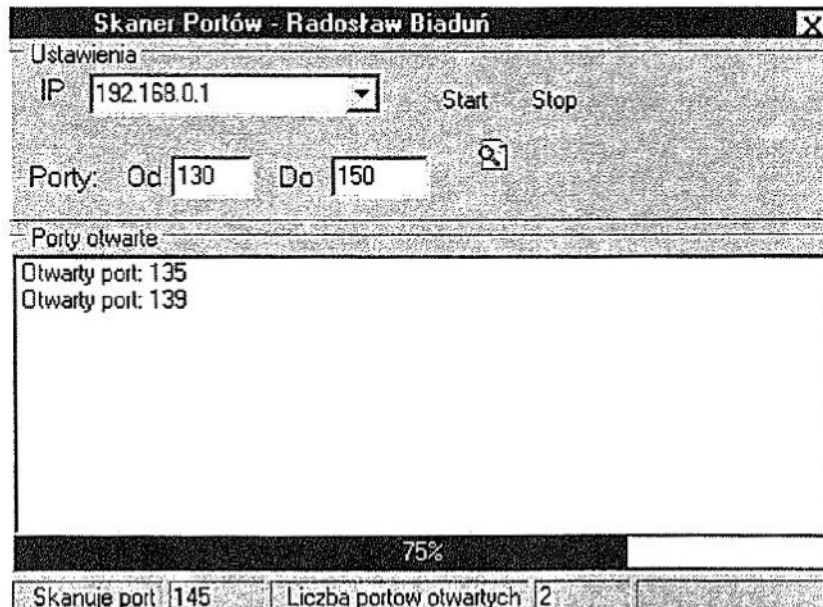 Skaner Portów - Radosław Biaduń
Ustawienia
IP 192.168.0.1 Start Stop
Porty: Od 130 Do 150
Porty otwarte
Otwarty port: 135
Otwarty port: 139
75%
Skanuje port 145 Liczba portow otwartych 2